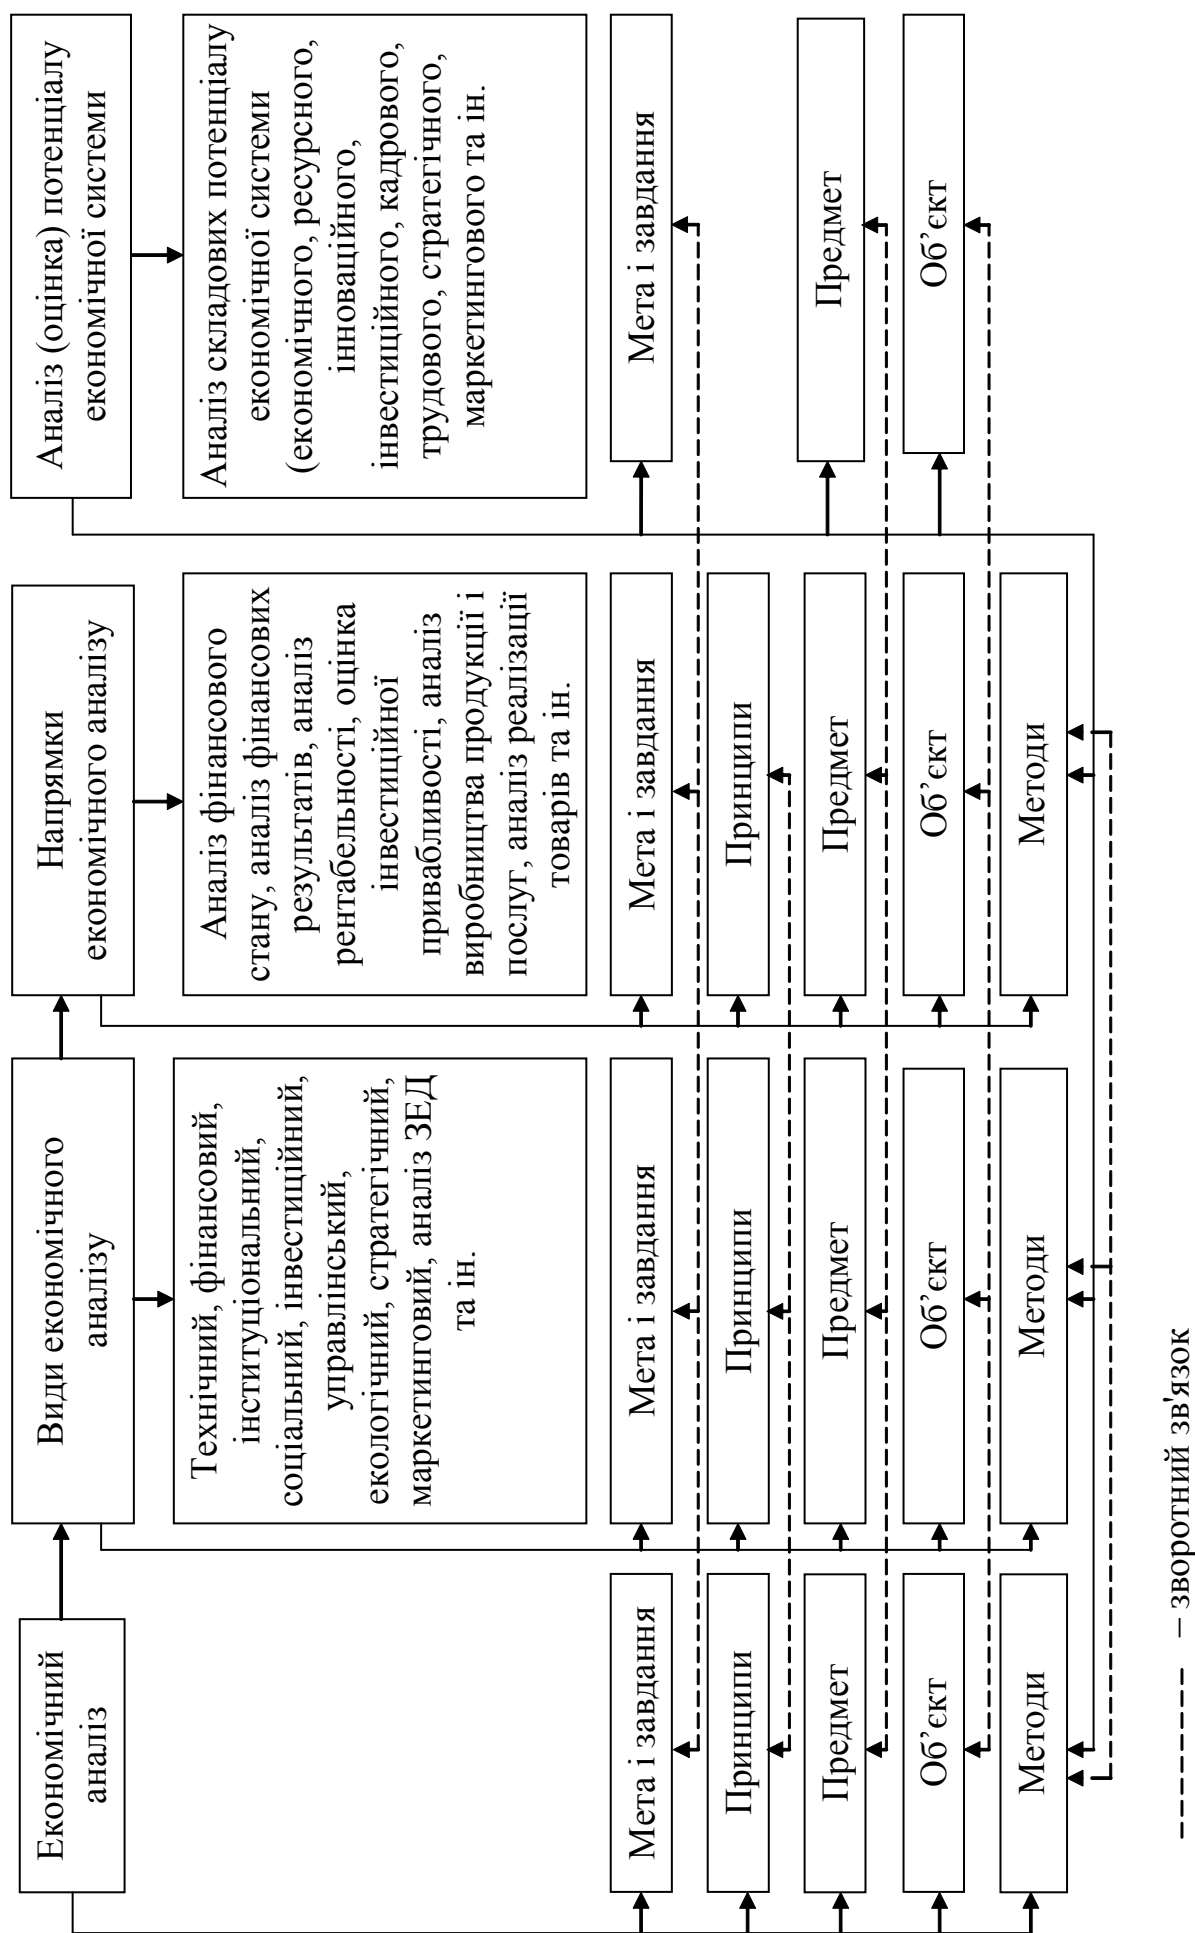 Економічний
аналіз
Види економічного
аналізу
Напрямки
економічного аналізу
Аналіз (оцінка) потенціалу
економічної системи
Технічний, фінансовий,
інституціональний,
соціальний, інвестиційний,
управлінський,
екологічний, стратегічний,
маркетинговий, аналіз ЗЕД
та ін.
Аналіз фінансового
стану, аналіз фінансових
результатів, аналіз
рентабельності, оцінка
інвестиційної
привабливості, аналіз
виробництва продукції і
послуг, аналіз реалізації
товарів та ін.
Аналіз складових потенціалу
економічної системи
(економічного, ресурсного,
інноваційного,
інвестиційного, кадрового,
трудового, стратегічного,
маркетингового та ін.
Мета і завдання
Мета і завдання
Мета і завдання
Мета і завдання
Принципи
Принципи
Принципи
Предмет
Предмет
Предмет
Предмет
Об’єкт
Об’єкт
Об’єкт
Об’єкт
Методи
Методи
Методи
– зворотний зв'язок